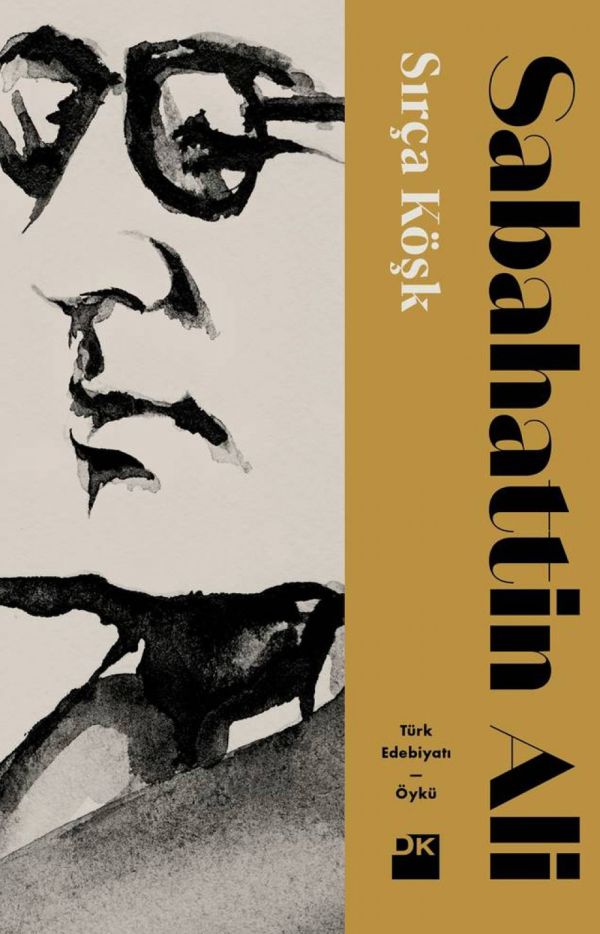 Sabahattin Ali
Sırça Köşk
Türk
Edebiyatı
—
Öykü
DK